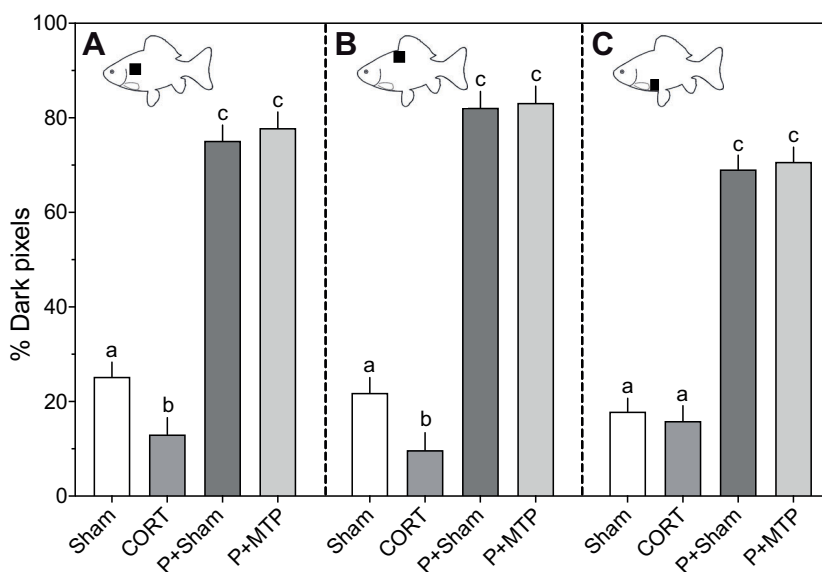 % Dark pixels
100
80
60
40
20
0
A
a
b
c
c
Sham
CORT
P+Sham
P+MTP
B
a
b
c
c
Sham
CORT
P+Sham
P+MTP
C
a
a
c
c
Sham
CORT
P+Sham
P+MTP